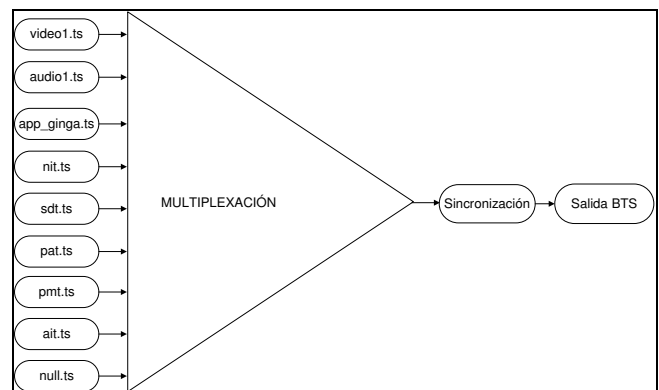 video1.ts
audio1.ts
app_ginga.ts
nit.ts
sdt.ts
pat.ts
pmt.ts
ait.ts
null.ts
MULTIPLEXACIÓN
Sincronización
Salida BTS